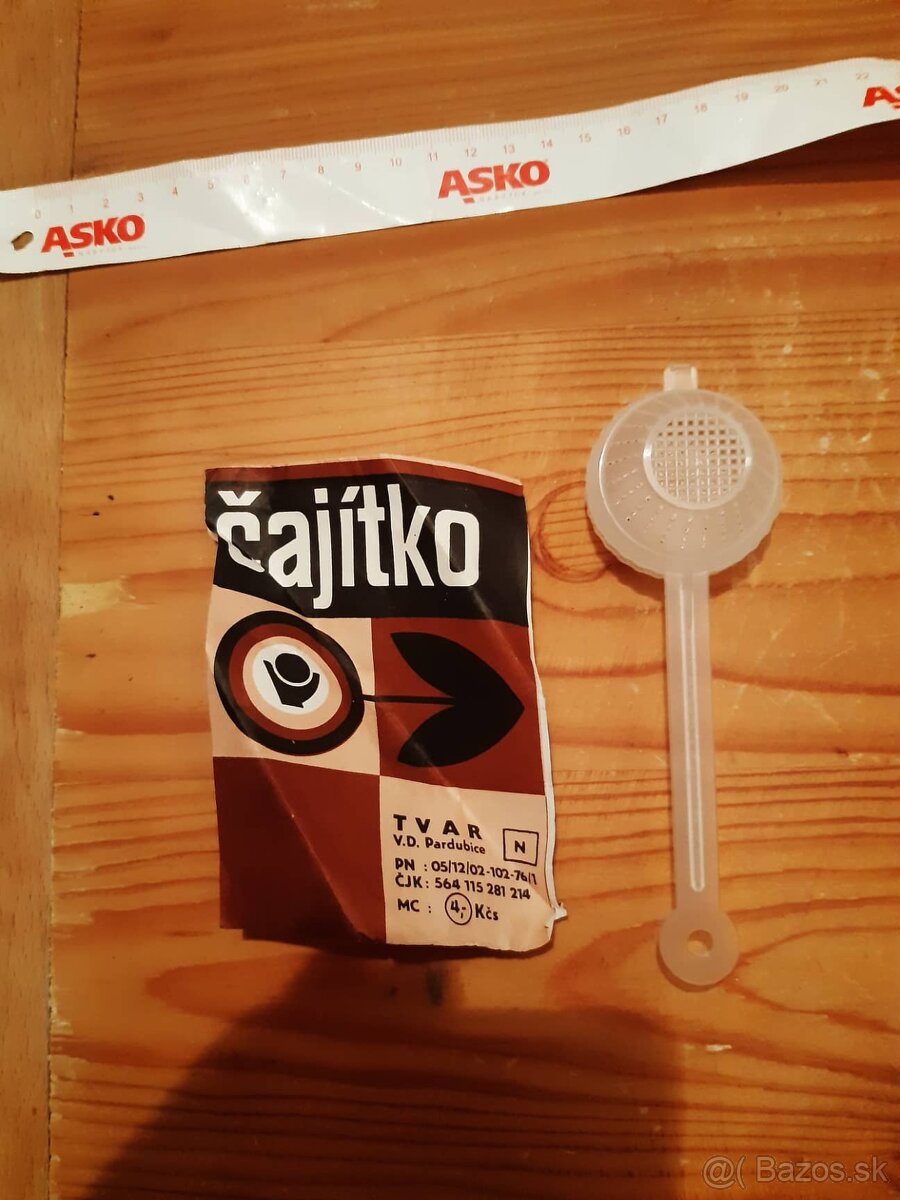 0 1 2 3 4 5 6 7 8 9 10 11 12 13 14 15 16 17 18 19 20 21 22
ASKO
ASKO
AS
čajítko
TVAR
V.D. Pardubice N
PN : 05/12/02-102-76/1
ČJK : 564 115 281 214
MC : 4,- Kčs
@( Bazos.sk